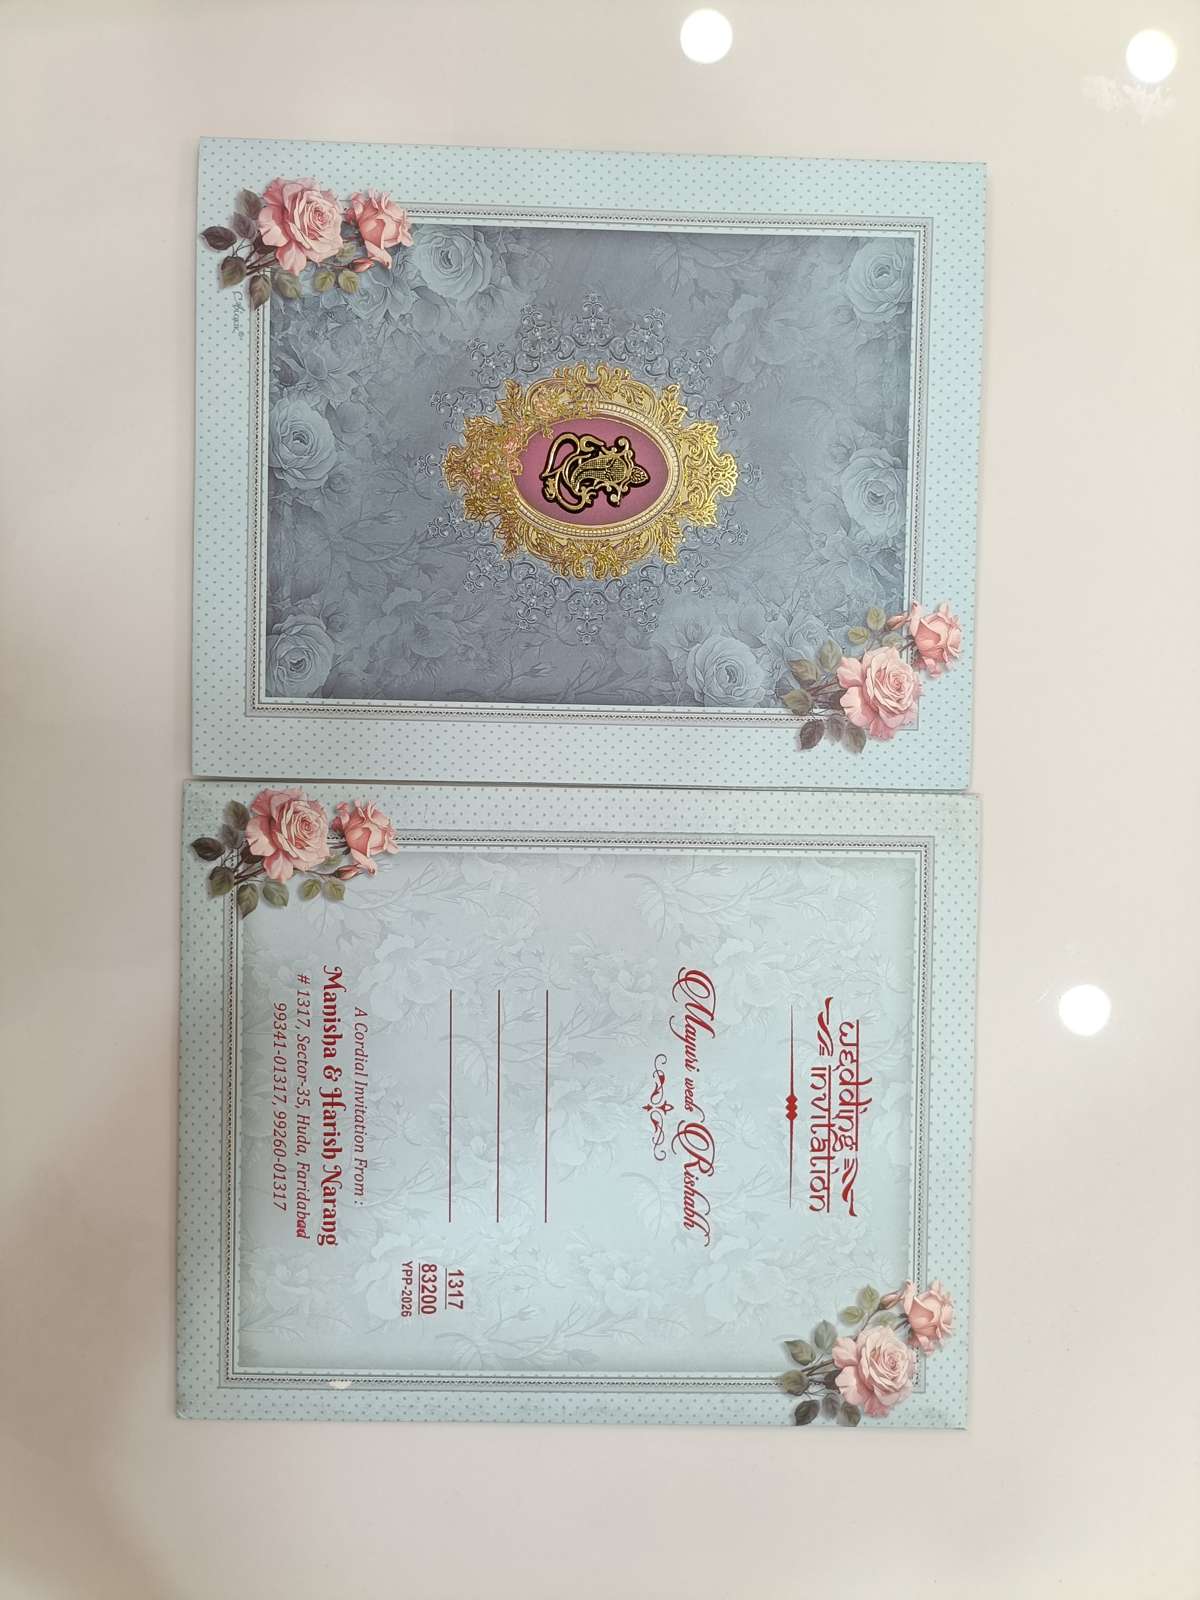 Wedding
Invitation
Mayuri weds Rishabh
1317
83200
YPP-2026
A Cordial Invitation From :
Manisha & Harish Narang
# 1317, Sector-35, Huda, Faridabad
99341-01317, 99260-01317